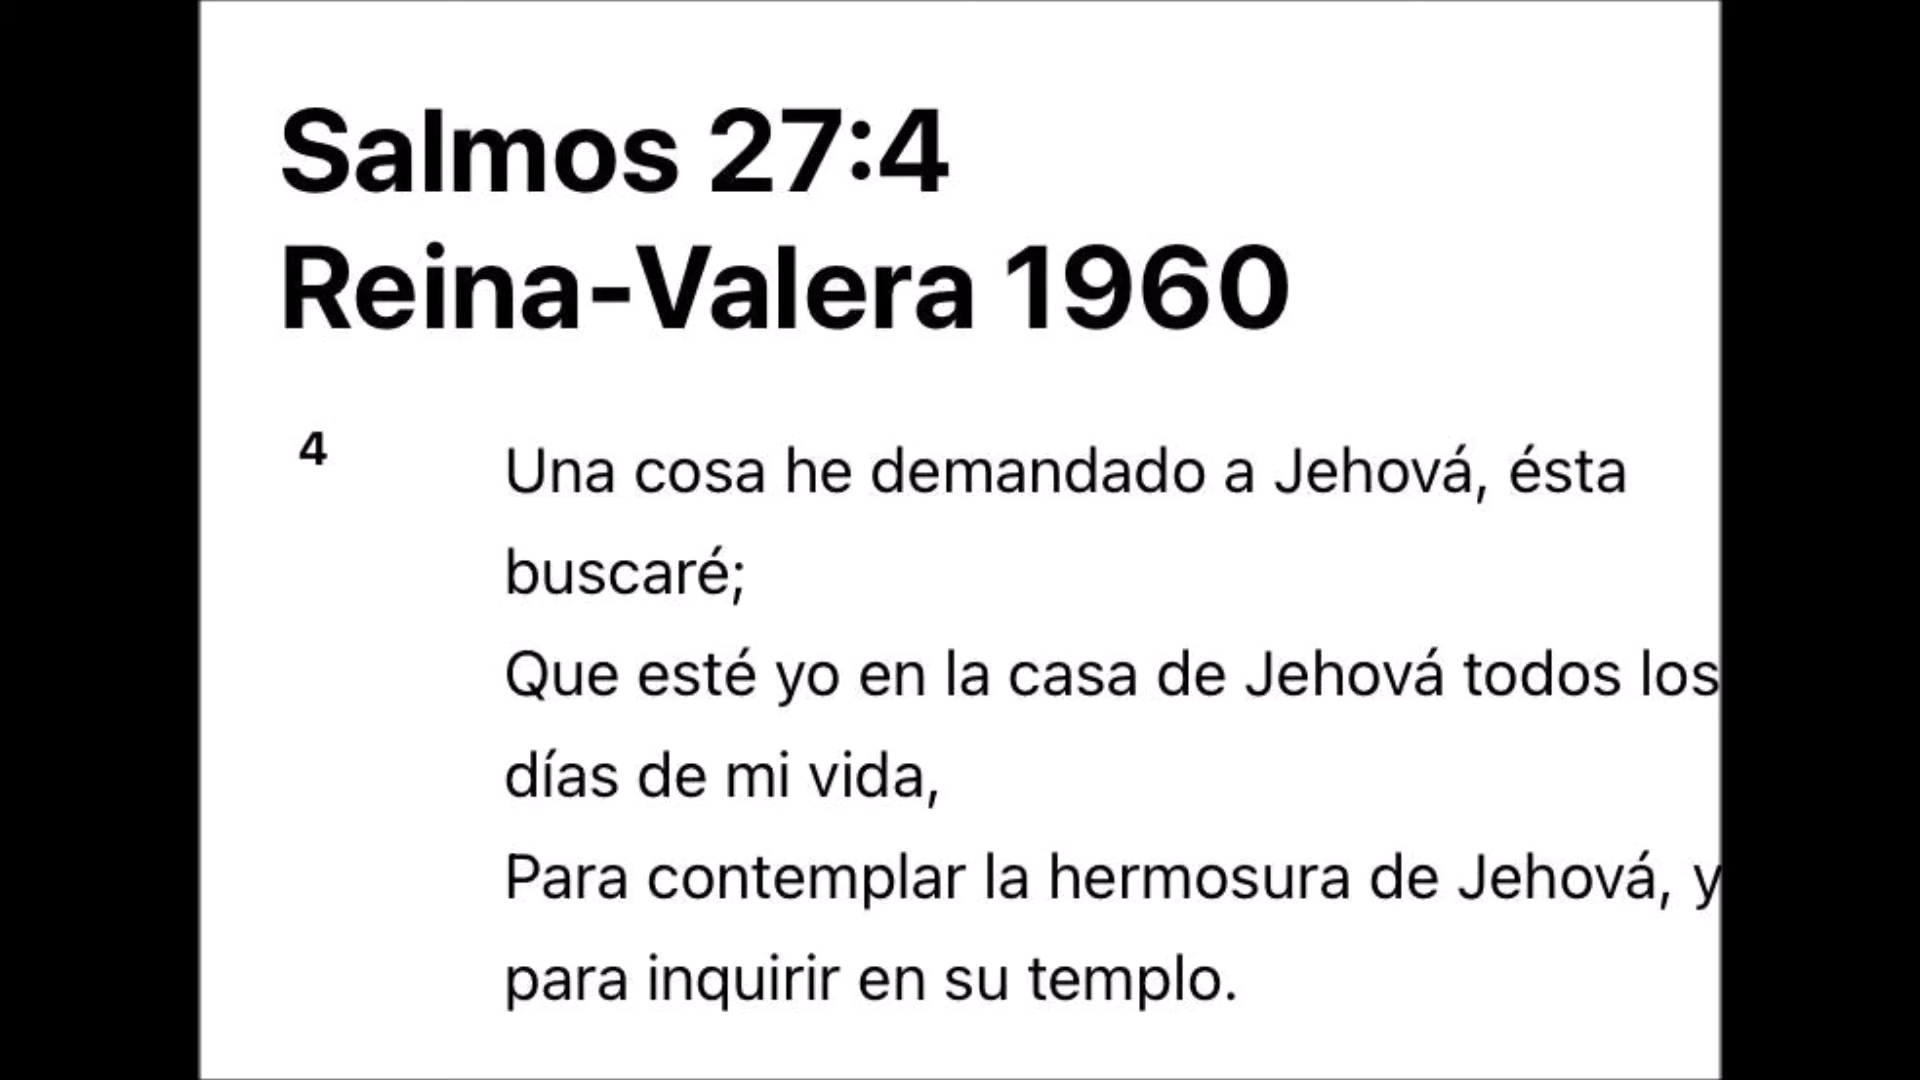 Salmos 27:4
Reina-Valera 1960
4 Una cosa he demandado a Jehová, ésta
buscaré;
Que esté yo en la casa de Jehová todos los
días de mi vida,
Para contemplar la hermosura de Jehová, y
para inquirir en su templo.